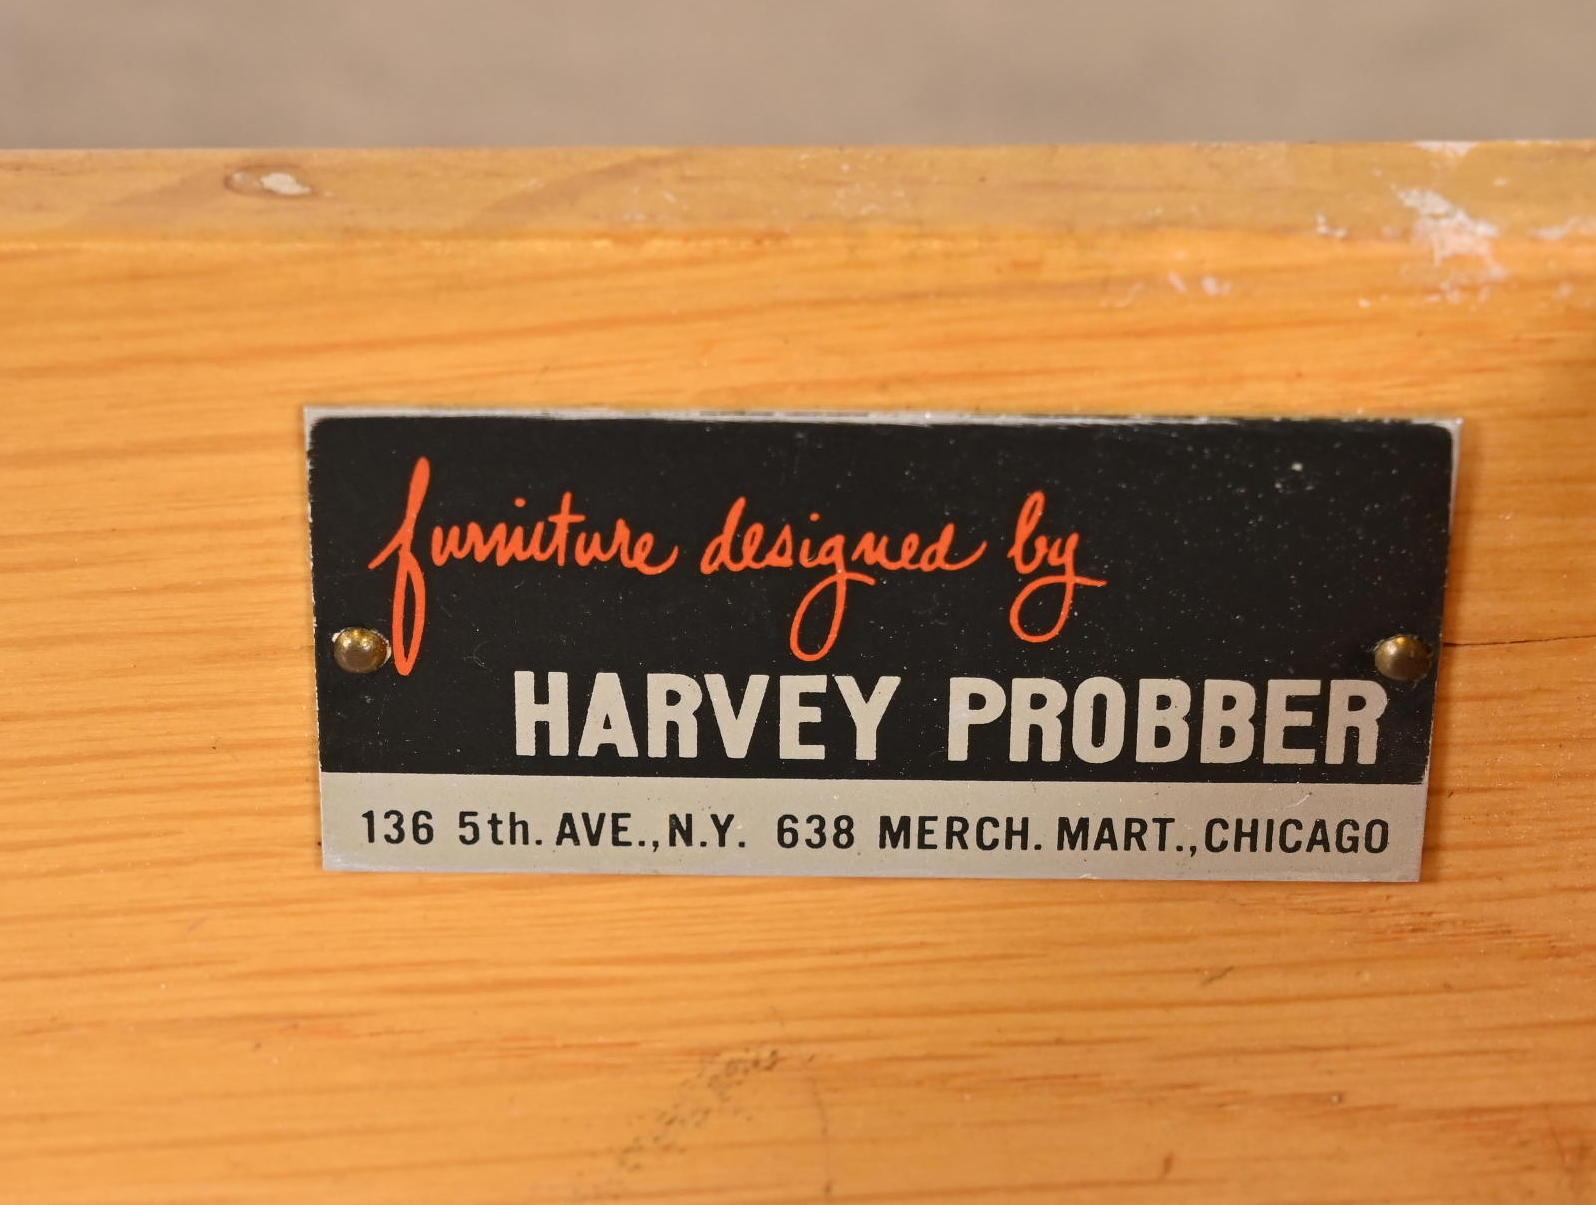 furniture designed by
HARVEY PROBBER
136 5th. AVE., N.Y. 638 MERCH. MART., CHICAGO